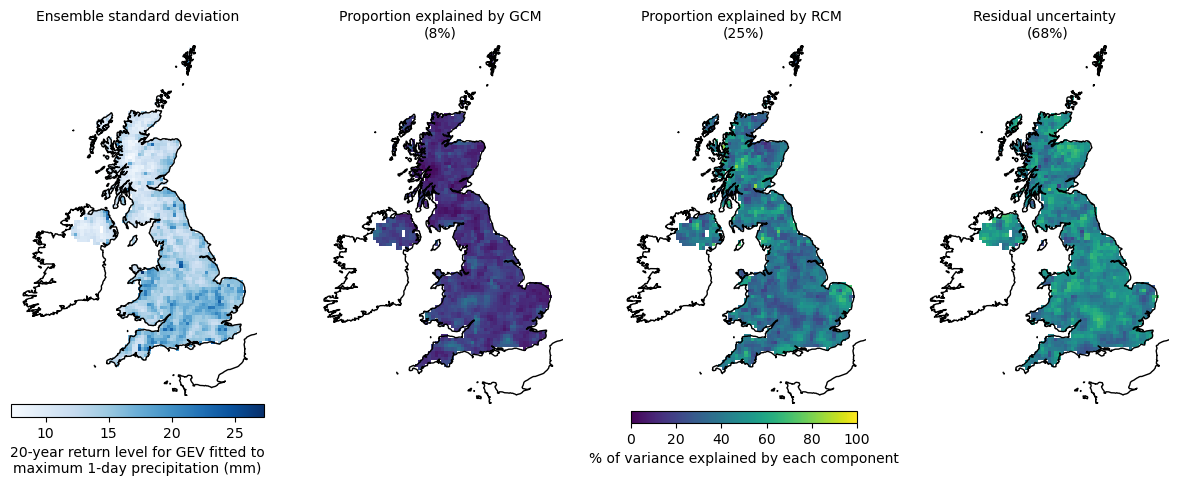 Ensemble standard deviation
Proportion explained by GCM
(8%)
Proportion explained by RCM
(25%)
Residual uncertainty
(68%)
10 15 20 25
20-year return level for GEV fitted to
maximum 1-day precipitation (mm)
0 20 40 60 80 100
% of variance explained by each component